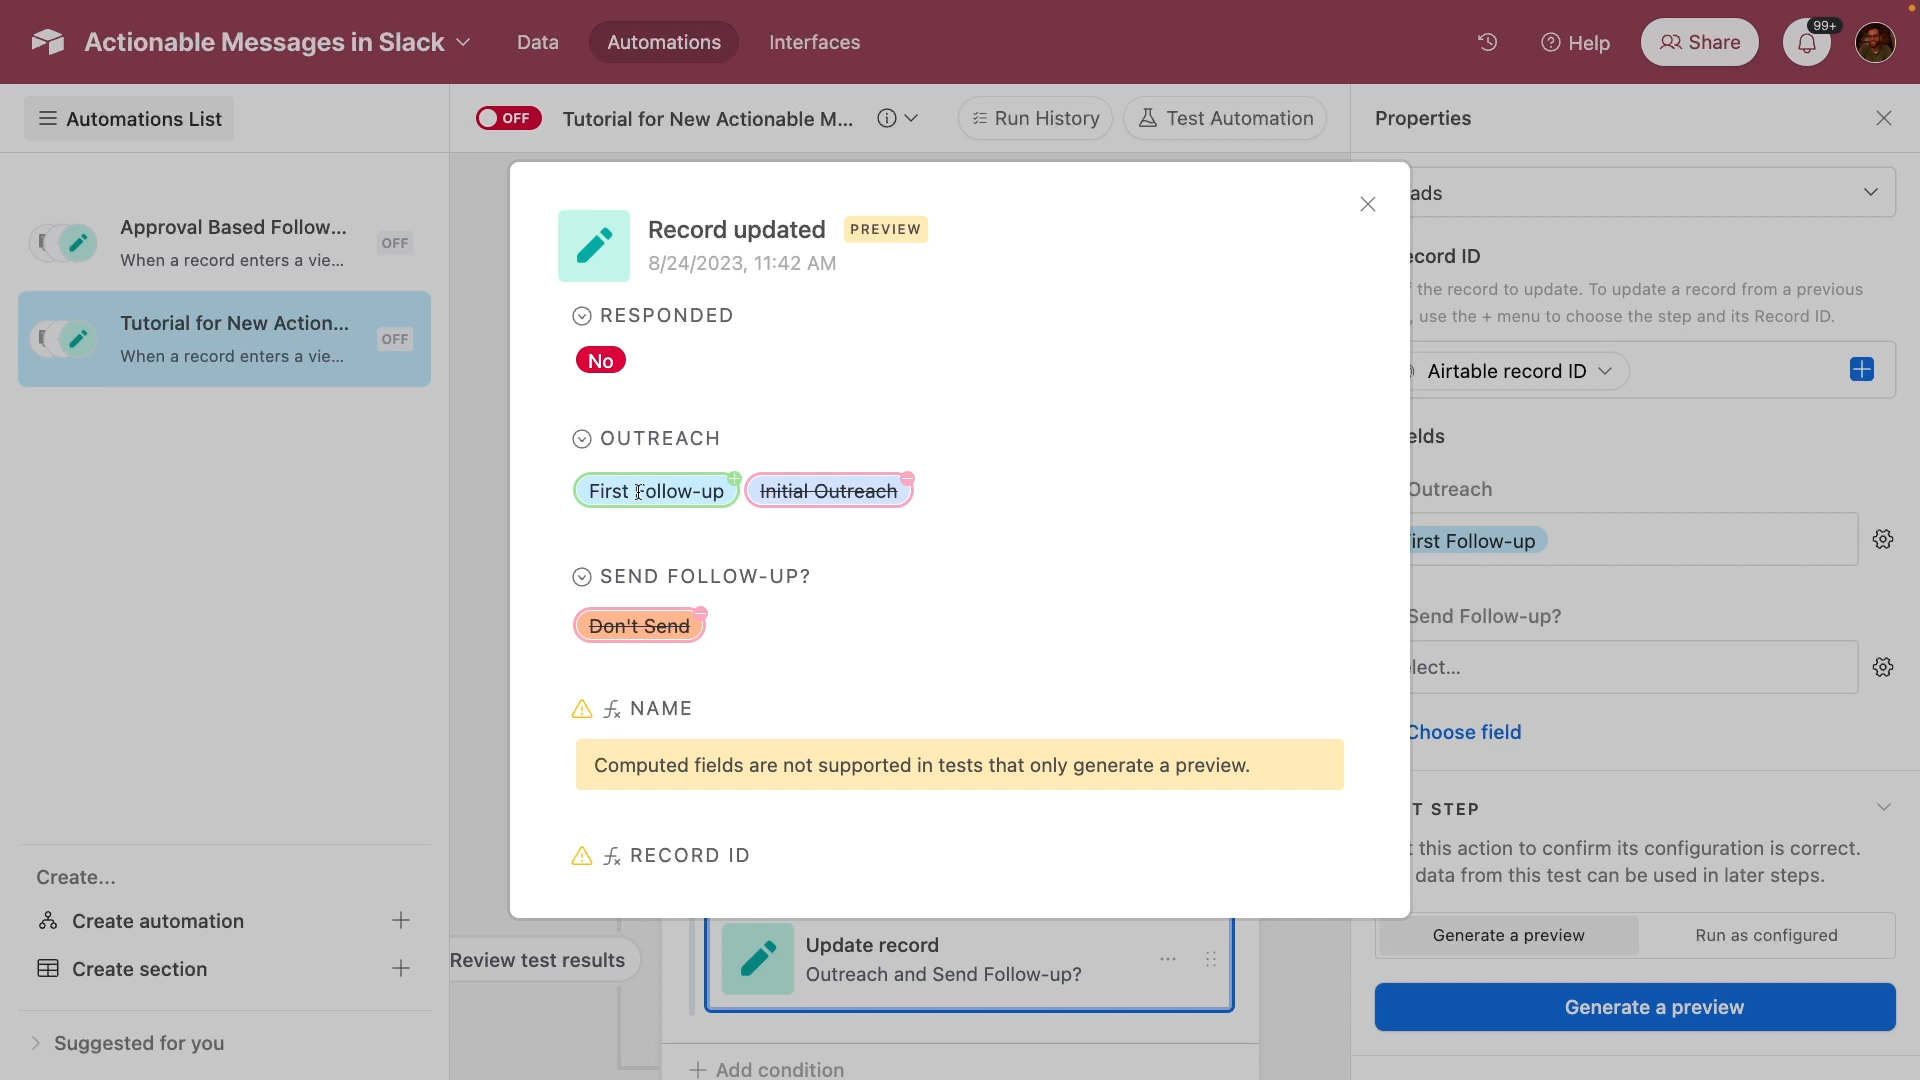 Actionable Messages in Slack
Data
Automations
Interfaces
Help
Share
99+
Automations List
OFF
Tutorial for New Actionable M...
Run History
Test Automation
Properties
Approval Based Follow...
When a record enters a vie...
OFF
Tutorial for New Action...
When a record enters a vie...
OFF
Create...
Create automation
Create section
Suggested for you
Record updated
PREVIEW
8/24/2023, 11:42 AM
RESPONDED
No
OUTREACH
First Follow-up
Initial Outreach
SEND FOLLOW-UP?
Don't Send
NAME
Computed fields are not supported in tests that only generate a preview.
RECORD ID
Review test results
Update record
Outreach and Send Follow-up?
Add condition
ads
ecord ID
the record to update. To update a record from a previous
, use the + menu to choose the step and its Record ID.
Airtable record ID
elds
Outreach
irst Follow-up
Send Follow-up?
lect...
Choose field
T STEP
this action to confirm its configuration is correct.
data from this test can be used in later steps.
Generate a preview
Run as configured
Generate a preview